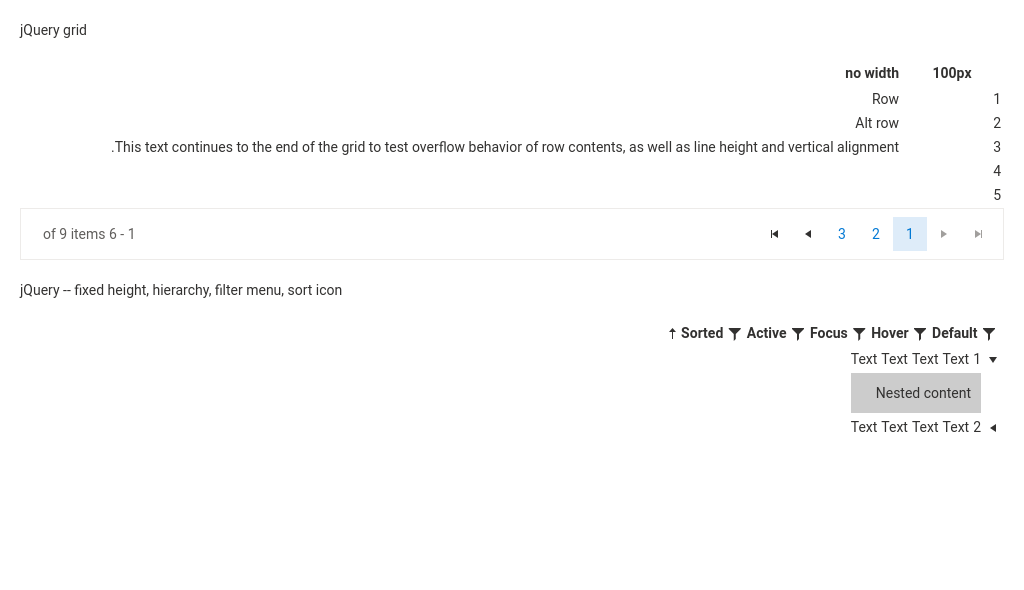 jQuery grid
no width 100px
Row 1
Alt row 2
.This text continues to the end of the grid to test overflow behavior of row contents, as well as line height and vertical alignment 3
4
5
of 9 items 6 - 1 3 2 1
jQuery -- fixed height, hierarchy, filter menu, sort icon
Sorted Active Focus Hover Default
Text Text Text Text 1
Nested content
Text Text Text Text 2